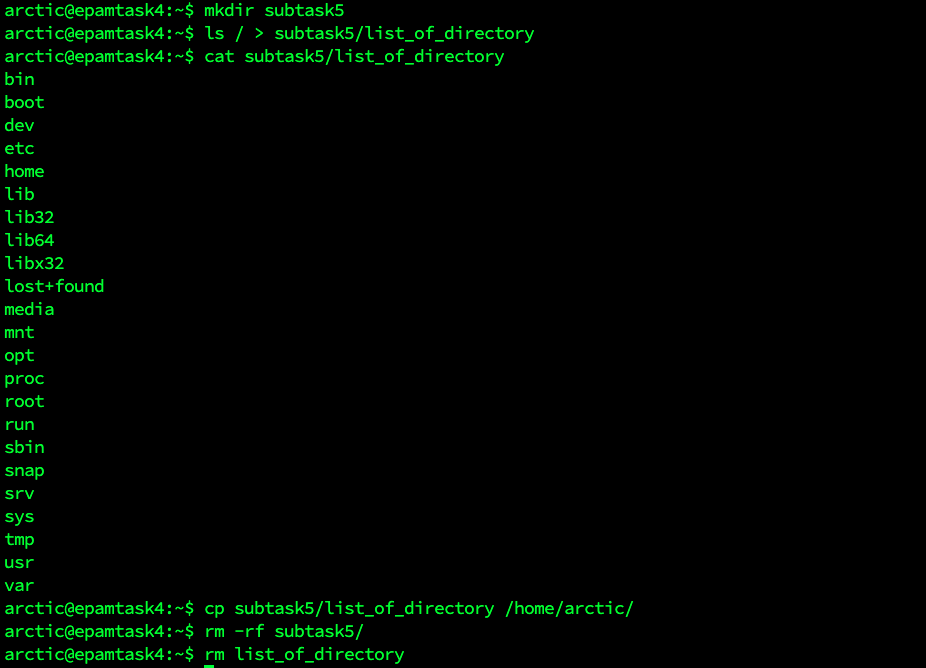 arctic@epamtask4:~$ mkdir subtask5
arctic@epamtask4:~$ ls / > subtask5/list_of_directory
arctic@epamtask4:~$ cat subtask5/list_of_directory
bin
boot
dev
etc
home
lib
lib32
lib64
libx32
lost+found
media
mnt
opt
proc
root
run
sbin
snap
srv
sys
tmp
usr
var
arctic@epamtask4:~$ cp subtask5/list_of_directory /home/arctic/
arctic@epamtask4:~$ rm -rf subtask5/
arctic@epamtask4:~$ rm list_of_directory